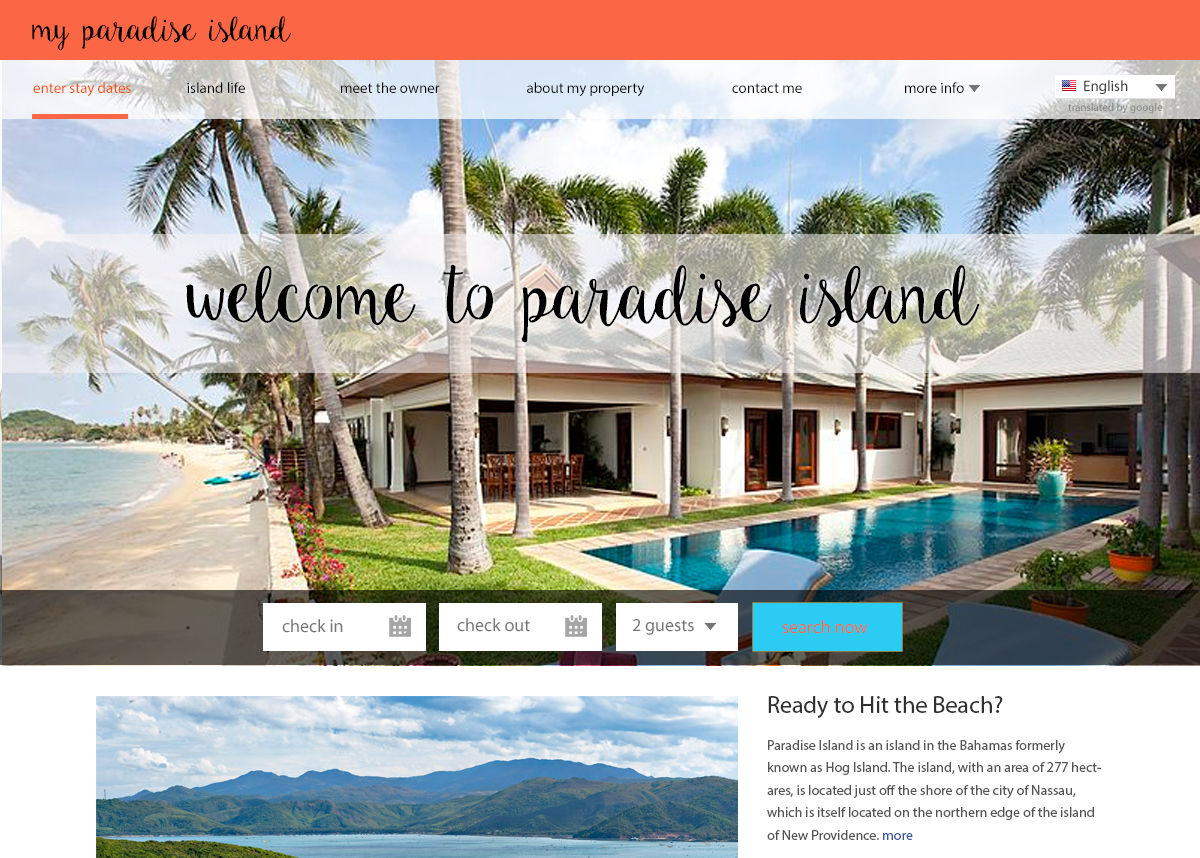 my paradise island
enter stay dates island life meet the owner about my property contact me more info English
translated by google
welcome to paradise island
check in check out 2 guests search now
Ready to Hit the Beach?
Paradise Island is an island in the Bahamas formerly
known as Hog Island. The island, with an area of 277 hect-
ares, is located just off the shore of the city of Nassau,
which is itself located on the northern edge of the island
of New Providence. more